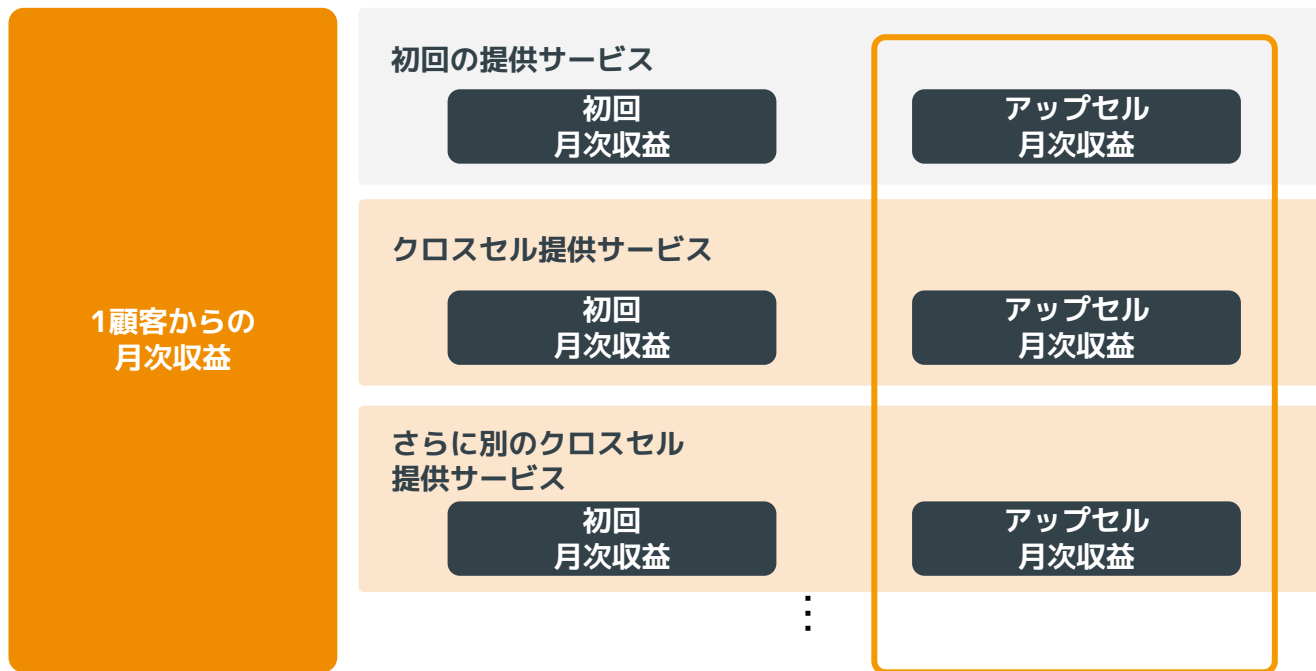 1顧客からの
月次収益
初回の提供サービス
初回
月次収益
アップセル
月次収益
クロスセル提供サービス
初回
月次収益
アップセル
月次収益
さらに別のクロスセル
提供サービス
初回
月次収益
アップセル
月次収益
⋮